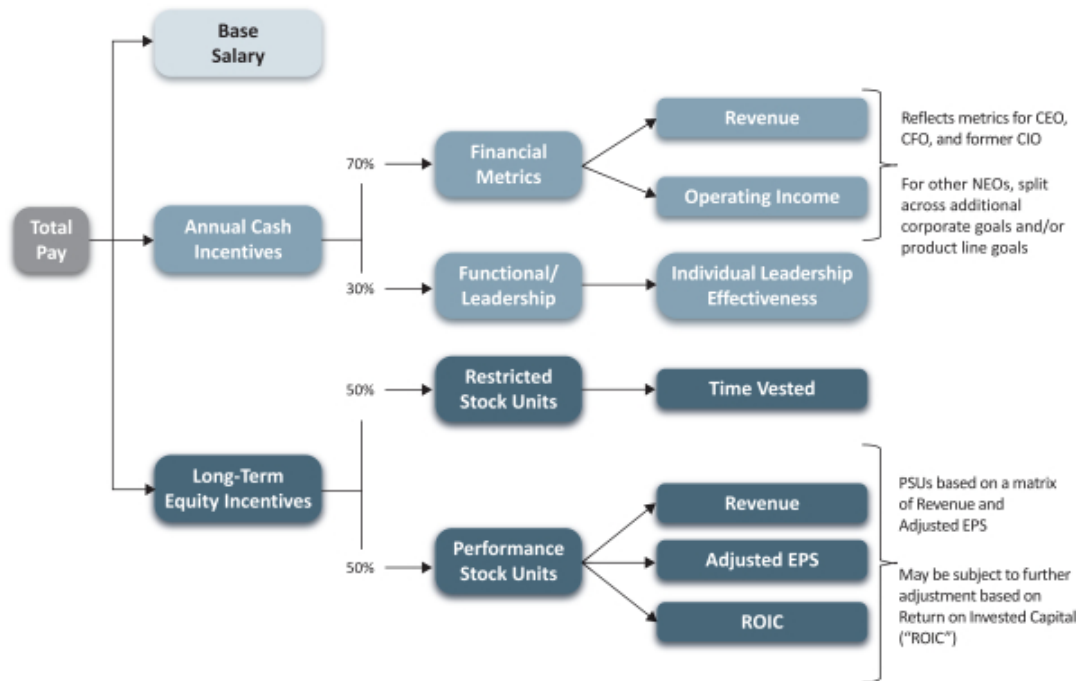 Base
Salary
Total
Pay
Annual Cash
Incentives
70%
Financial
Metrics
Revenue
Operating Income
Reflects metrics for CEO,
CFO, and former CIO
For other NEOs, split
across additional
corporate goals and/or
product line goals
30%
Functional/
Leadership
Individual Leadership
Effectiveness
Long-Term
Equity Incentives
50%
Restricted
Stock Units
Time Vested
50%
Performance
Stock Units
Revenue
Adjusted EPS
ROIC
PSUs based on a matrix
of Revenue and
Adjusted EPS
May be subject to further
adjustment based on
Return on Invested Capital
(“ROIC”)